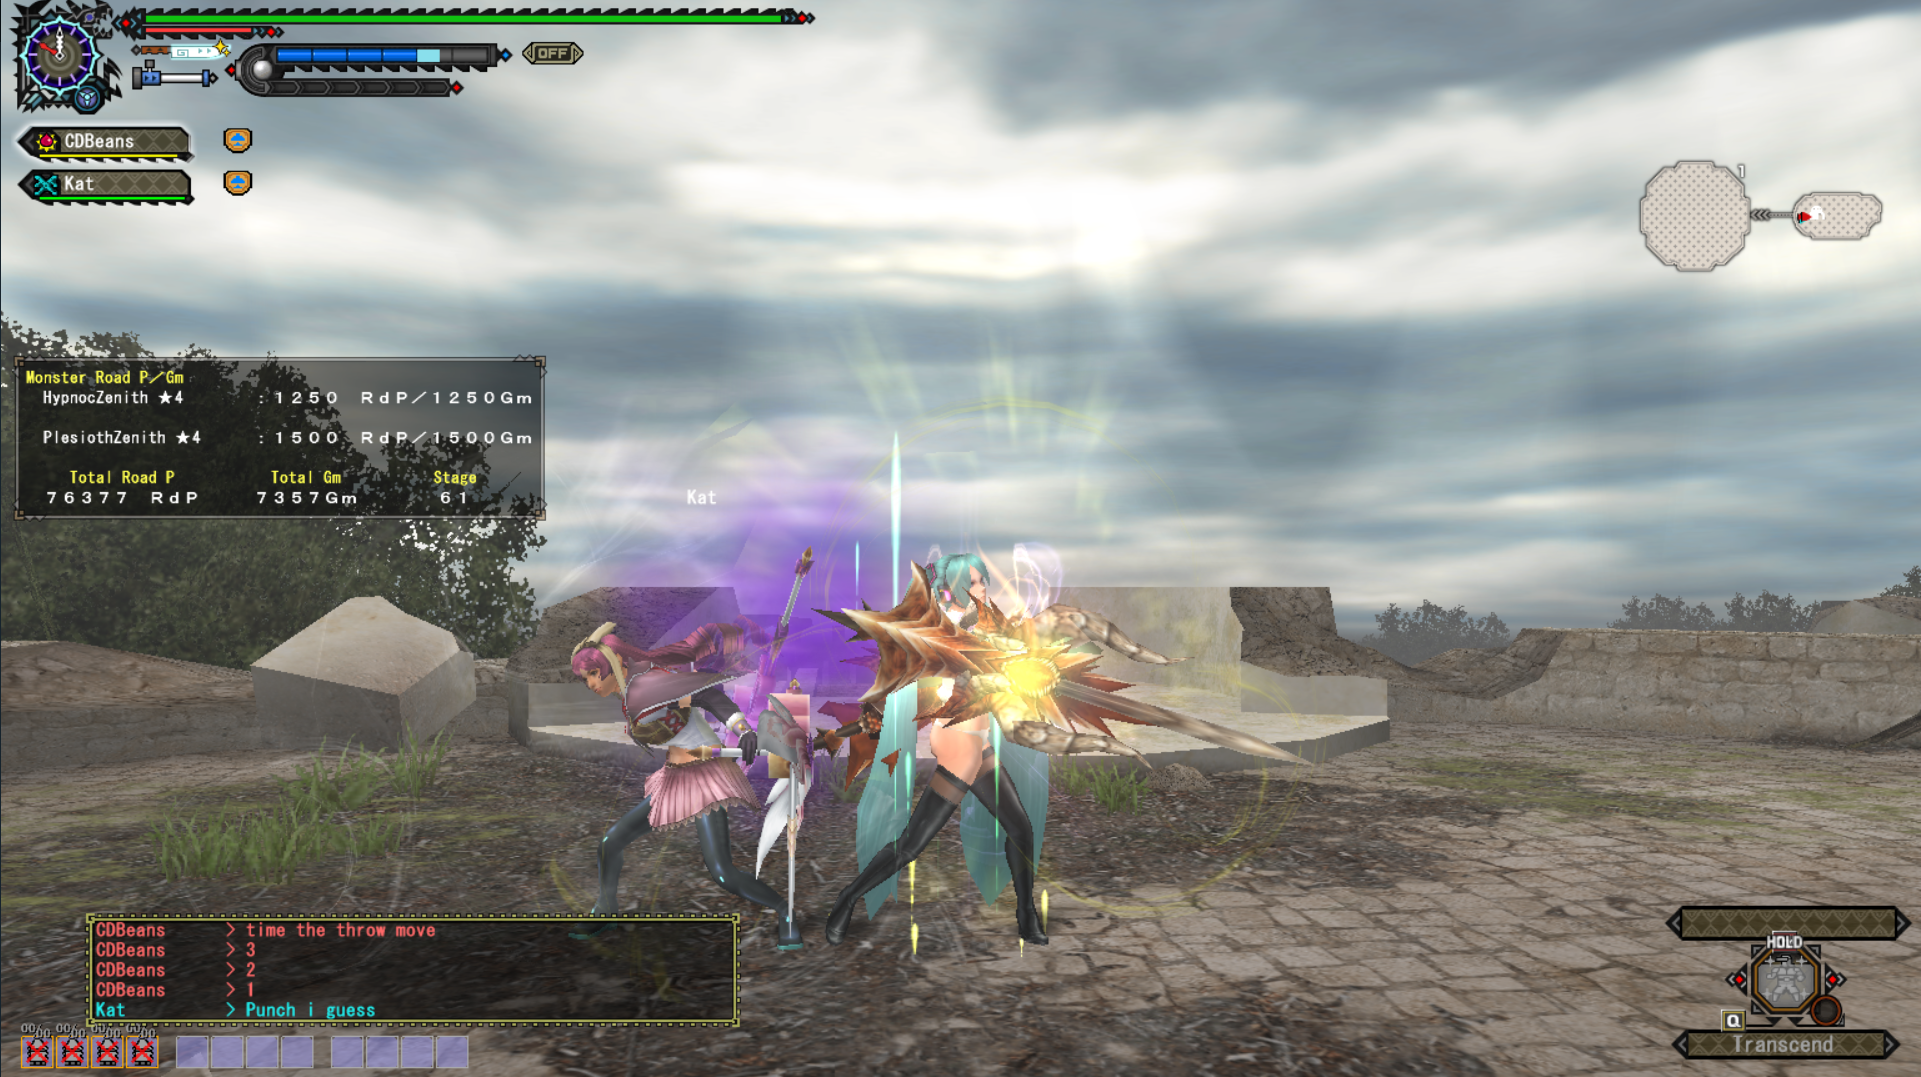 OFF
CDBeans
Kat
1
Monster Road P/Gm
HypnocZenith ★4 : 1250 RdP/1250Gm
PlesiothZenith ★4 : 1500 RdP/1500Gm
Total Road P Total Gm Stage
76377 RdP 7357Gm 61
Kat
CDBeans > time the throw move
CDBeans > 3
CDBeans > 2
CDBeans > 1
Kat > Punch i guess
HOLD
Q
Transcend